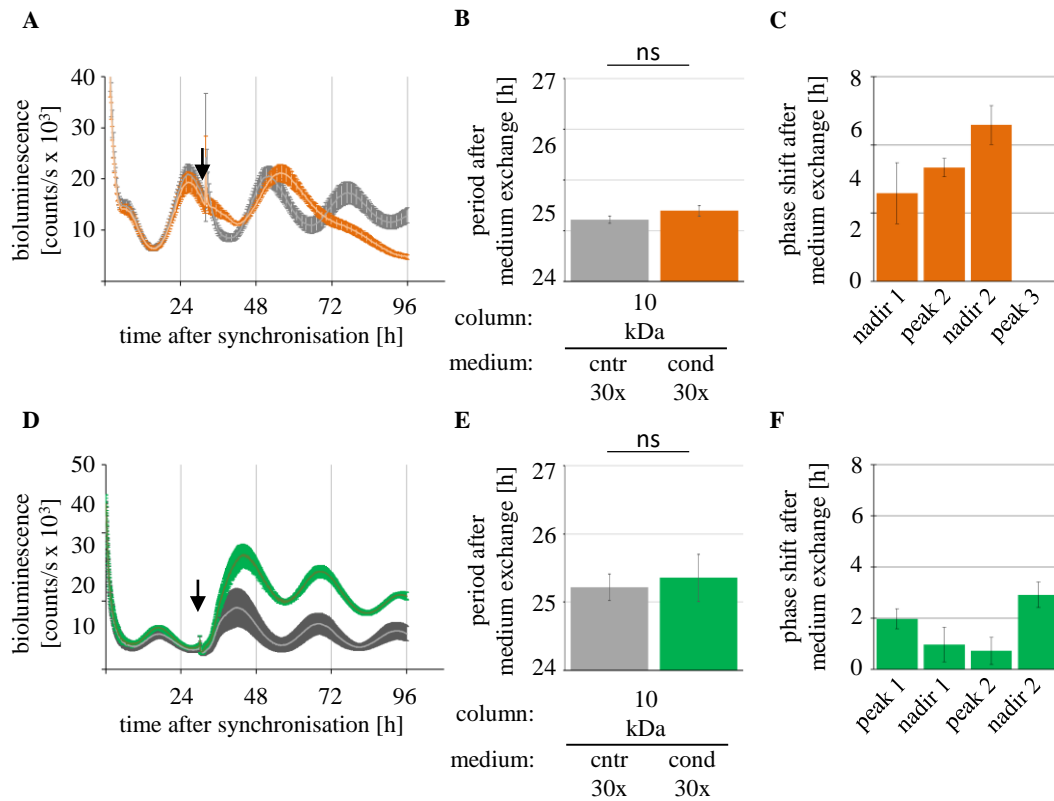 A
bioluminescence
[counts/s x 10³]
40
30
20
10
24 48 72 96
time after synchronisation [h]
B
ns
period after
medium exchange [h]
27
26
25
24
column:
10
kDa
medium:
cntr cond
30x 30x
C
phase shift after
medium exchange [h]
8
6
4
2
0
nadir 1
peak 2
nadir 2
peak 3
D
bioluminescence
[counts/s x 10³]
50
40
30
20
10
24 48 72 96
time after synchronisation [h]
E
ns
period after
medium exchange [h]
27
26
25
24
column:
10
kDa
medium:
cntr cond
30x 30x
F
phase shift after
medium exchange [h]
8
6
4
2
0
peak 1
nadir 1
peak 2
nadir 2